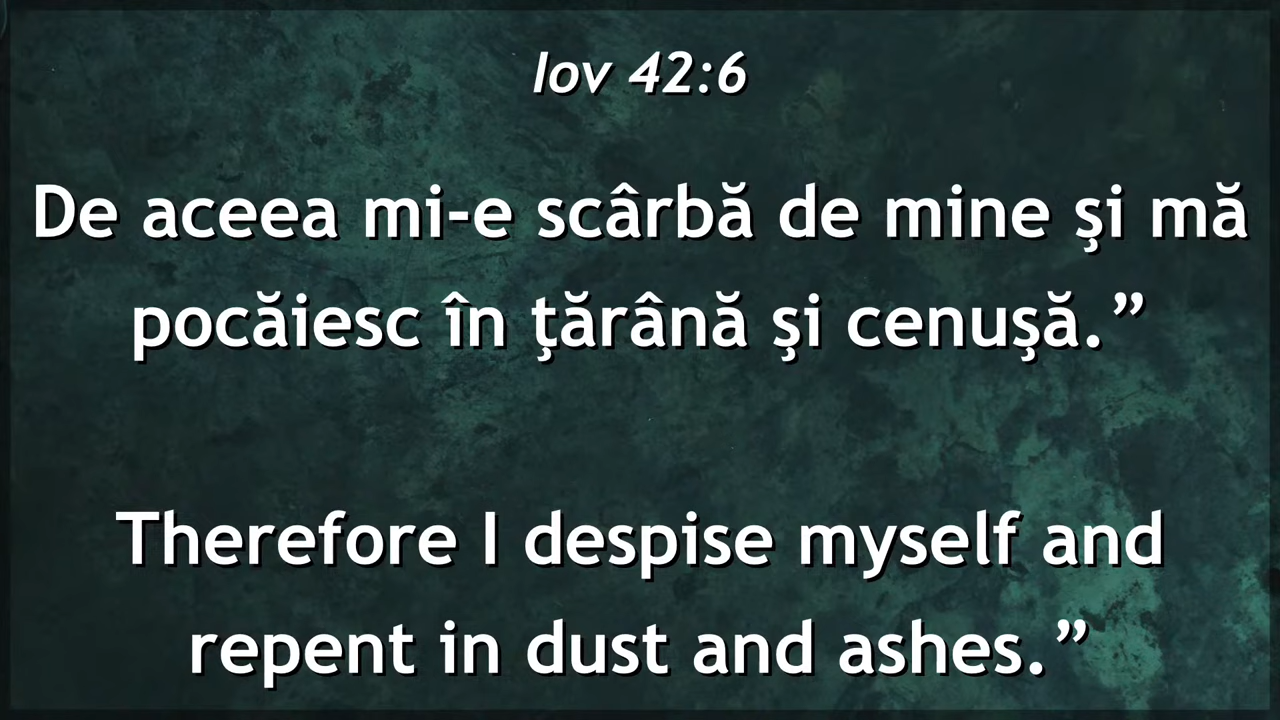 Iov 42:6
De aceea mi-e scârbă de mine şi mă
pocăiesc în ţărână şi cenuşă.”
Therefore I despise myself and
repent in dust and ashes.”